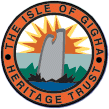 THE ISLE OF GIGHA
HERITAGE TRUST